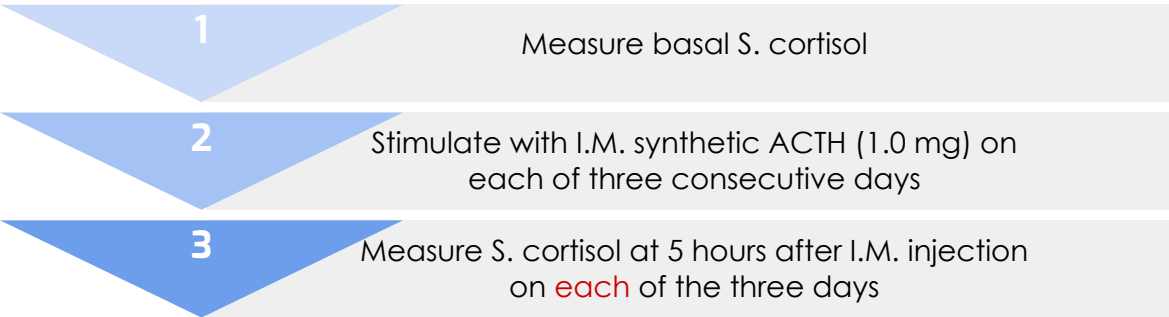 1
Measure basal S. cortisol
2
Stimulate with I.M. synthetic ACTH (1.0 mg) on
each of three consecutive days
3
Measure S. cortisol at 5 hours after I.M. injection
on each of the three days